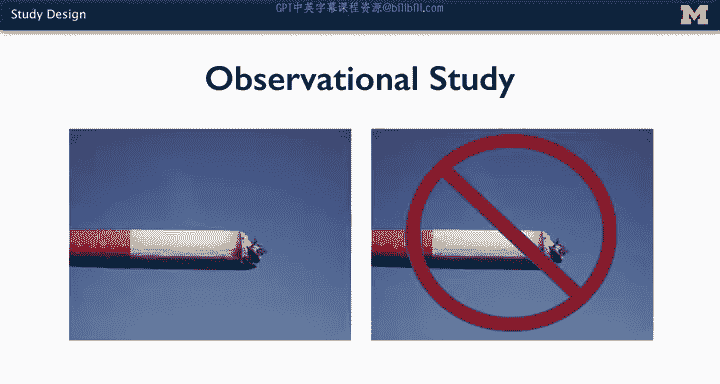 Study Design
GPT中英字幕课程资源@bilibili.com
M
Observational Study